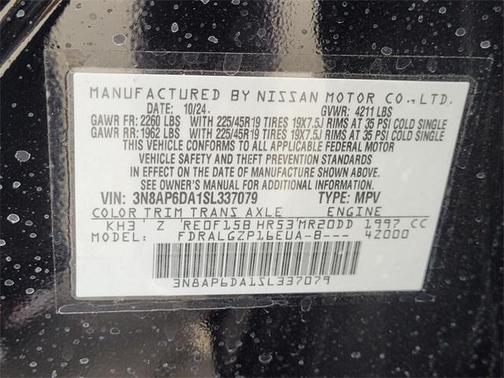 MANUFACTURED BY NISSAN MOTOR CO., LTD.
DATE: 10/24 GVWR: 4211 LBS
GAWR FR: 2260 LBS WITH 225/45R19 TIRES 19X7.5J RIMS AT 35 PSI COLD SINGLE
GAWR RR: 1962 LBS WITH 225/45R19 TIRES 19X7.5J RIMS AT 35 PSI COLD SINGLE
THIS VEHICLE CONFORMS TO ALL APPLICABLE FEDERAL MOTOR
VEHICLE SAFETY AND THEFT PREVENTION STANDARDS
IN EFFECT ON THE DATE OF MANUFACTURE SHOWN ABOVE.
SEE OWNER'S MANUAL FOR ADDITIONAL INFORMATION
VIN: 3N8AP6DA1SL337079 TYPE: MPV
COLOR TRIM TRANS AXLE ENGINE
KH3 Z RE0F15B HR53 MR20DD 1997 CC
MODEL: FDRALGZP16EUA-B--- 4Z000
3N8AP6DA1SL337079